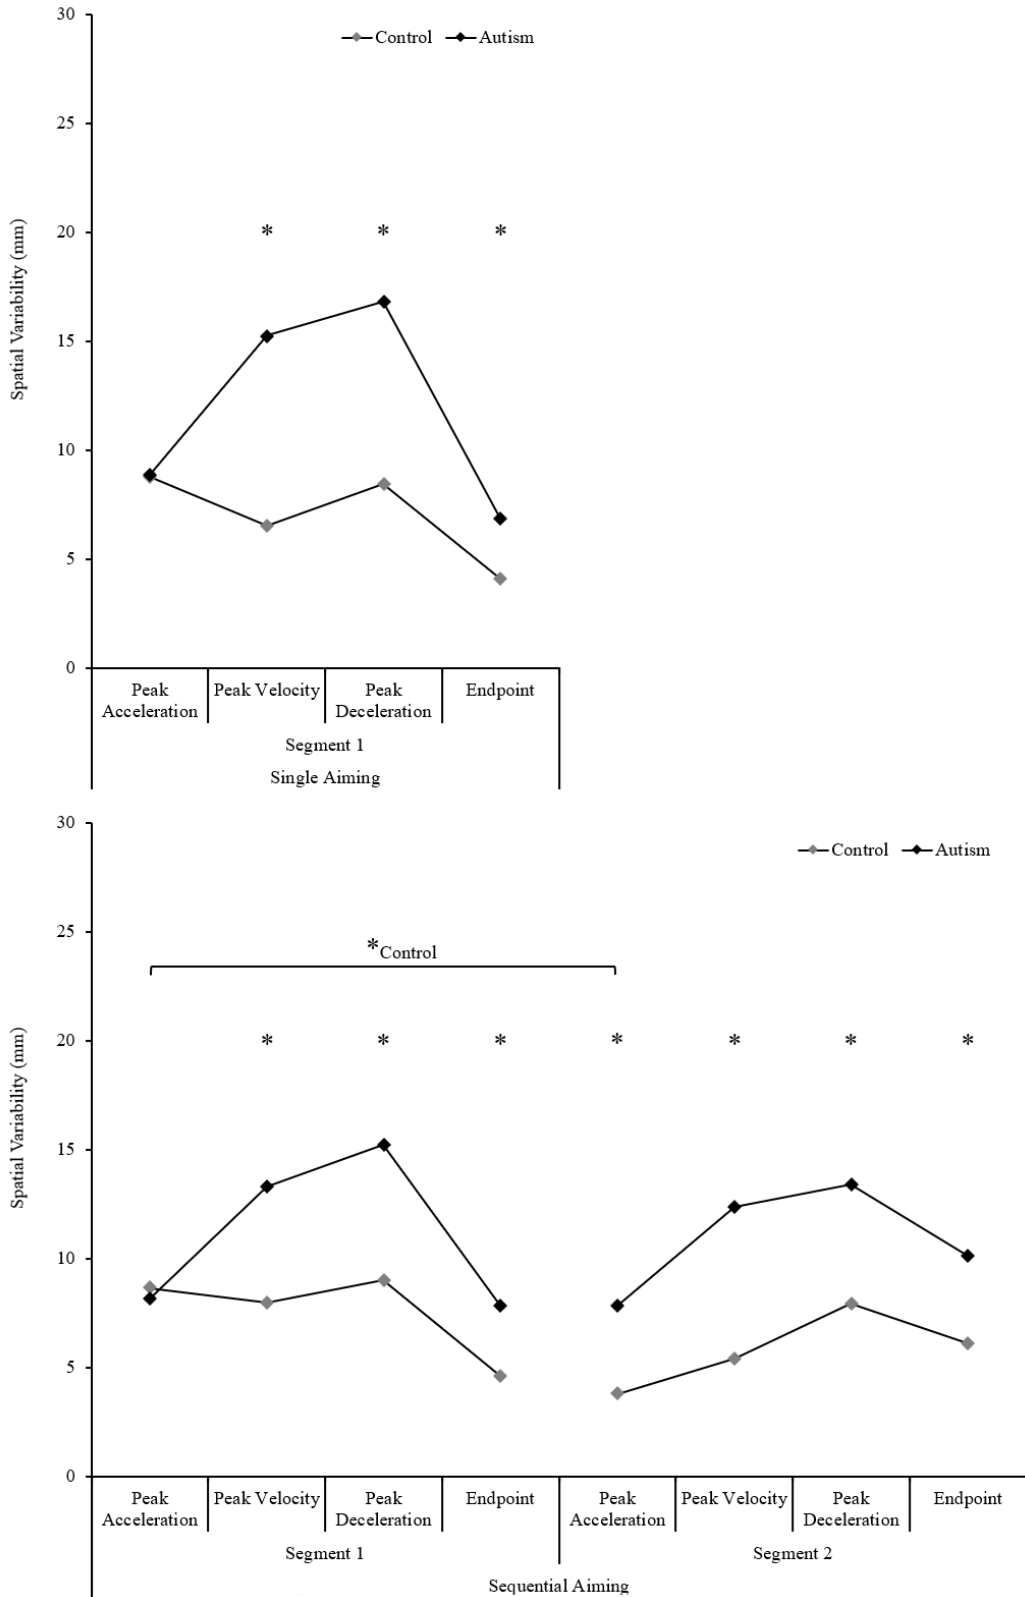 30
Control
Autism
25
20
* * *
15
10
5
0
Spatial Variability (mm)
Peak Acceleration
Peak Velocity
Peak Deceleration
Endpoint
Segment 1
Single Aiming
30
Control
Autism
25
*Control
20
* * * * * * *
15
10
5
0
Spatial Variability (mm)
Peak Acceleration
Peak Velocity
Peak Deceleration
Endpoint
Peak Acceleration
Peak Velocity
Peak Deceleration
Endpoint
Segment 1
Segment 2
Sequential Aiming